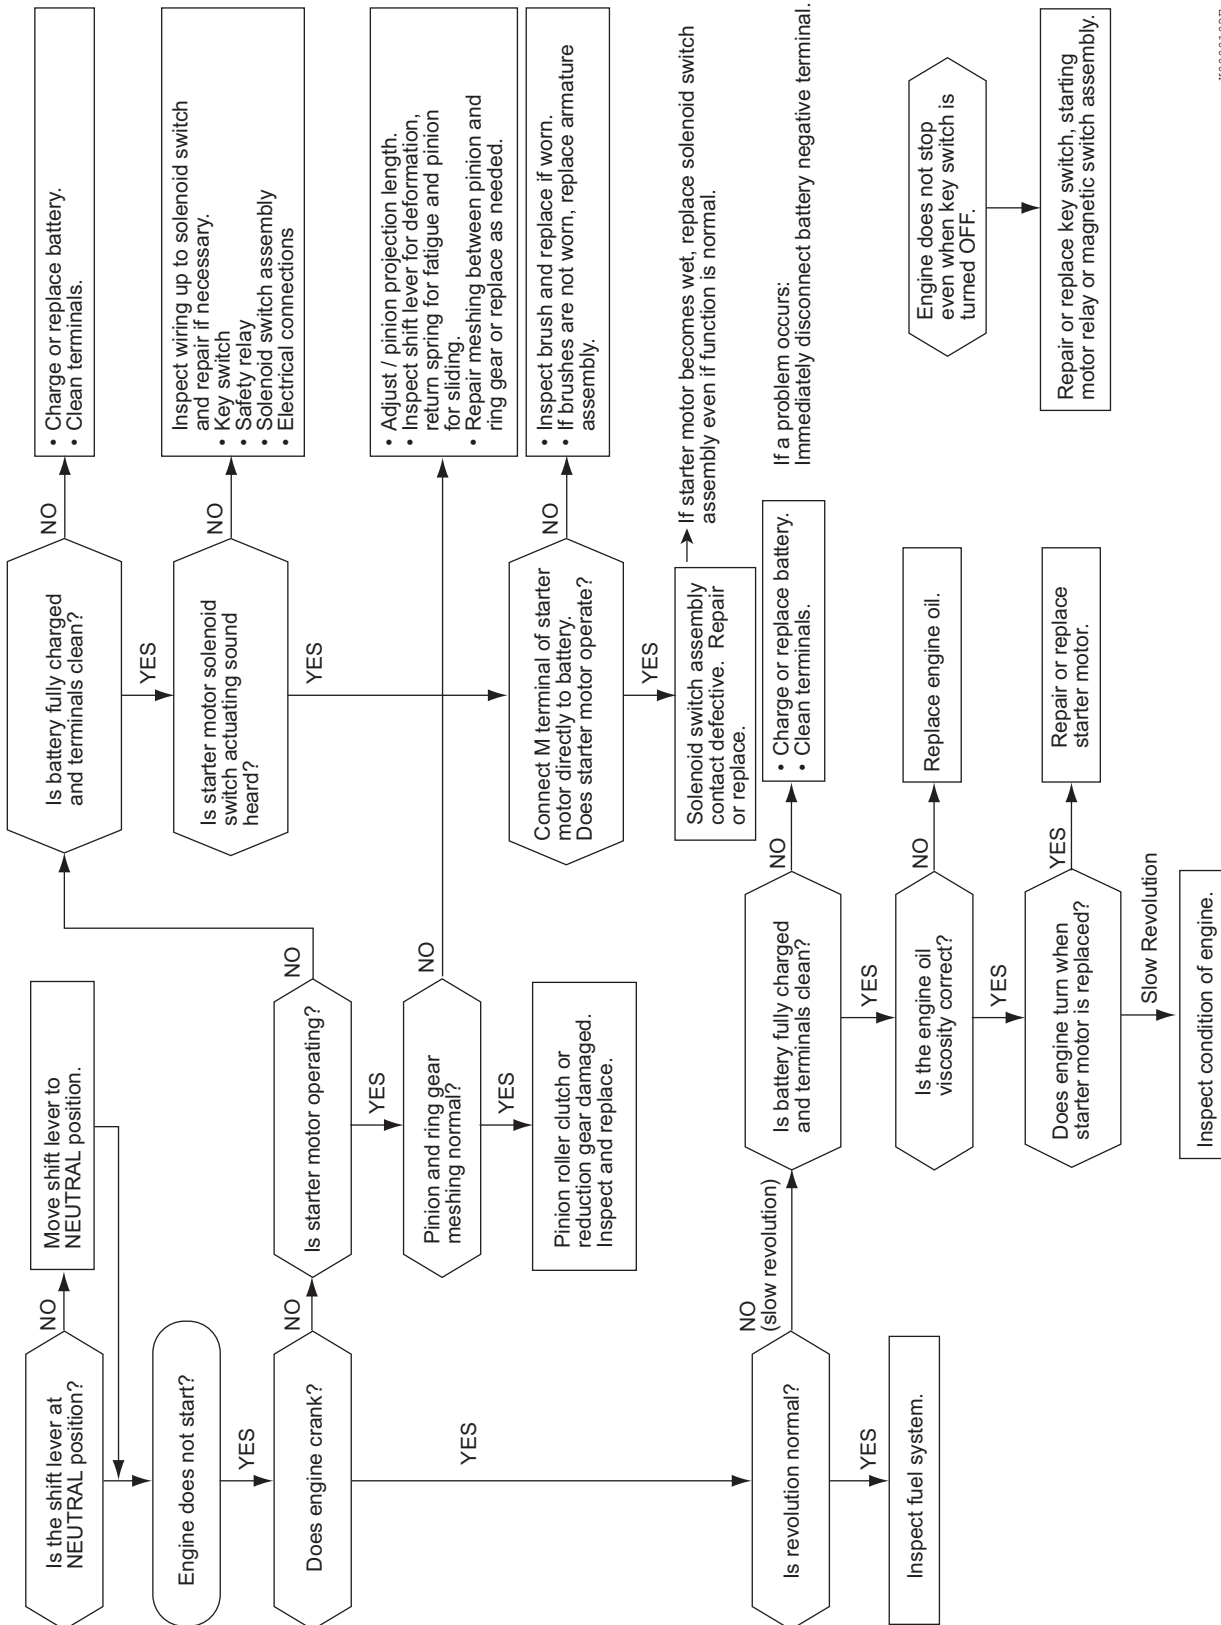 Is the shift lever at
NEUTRAL position?
NO
Move shift lever to
NEUTRAL position.
Engine does not start?
YES
Does engine crank?
NO
Is starter motor operating?
NO
Is battery fully charged
and terminals clean?
NO
• Charge or replace battery.
• Clean terminals.
YES
Is starter motor solenoid
switch actuating sound
heard?
NO
Inspect wiring up to solenoid switch
and repair if necessary.
• Key switch
• Safety relay
• Solenoid switch assembly
• Electrical connections
YES
YES
Pinion and ring gear
meshing normal?
NO
• Adjust / pinion projection length.
• Inspect shift lever for deformation,
return spring for fatigue and pinion
for sliding.
• Repair meshing between pinion and
ring gear or replace as needed.
YES
Pinion roller clutch or
reduction gear damaged.
Inspect and replace.
Connect M terminal of starter
motor directly to battery.
Does starter motor operate?
NO
• Inspect brush and replace if worn.
• If brushes are not worn, replace armature
assembly.
YES
Solenoid switch assembly
contact defective. Repair
or replace.
If starter motor becomes wet, replace solenoid switch
assembly even if function is normal.
YES
Is revolution normal?
NO
(slow revolution)
Is battery fully charged
and terminals clean?
NO
• Charge or replace battery.
• Clean terminals.
If a problem occurs:
Immediately disconnect battery negative terminal.
YES
Inspect fuel system.
YES
Is the engine oil
viscosity correct?
NO
Replace engine oil.
YES
Does engine turn when
starter motor is replaced?
YES
Repair or replace
starter motor.
Slow Revolution
Inspect condition of engine.
Engine does not stop
even when key switch is
turned OFF.
Repair or replace key switch, starting
motor relay or magnetic switch assembly.